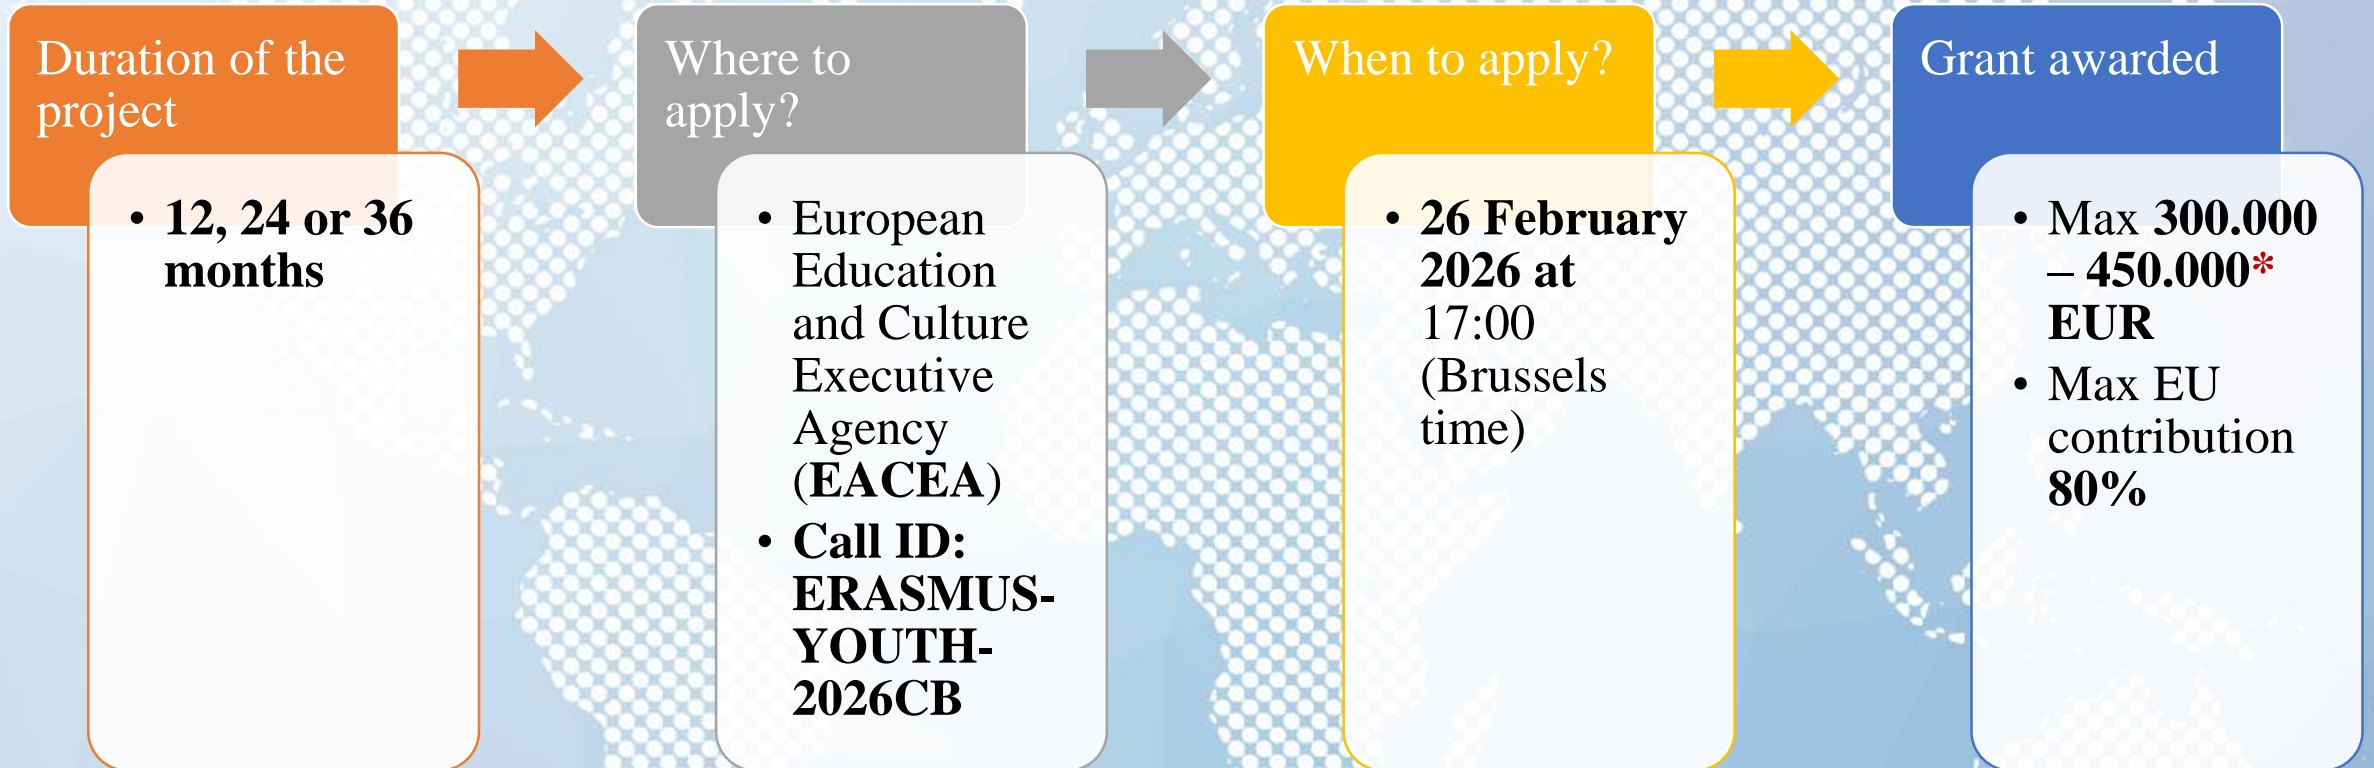 Duration of the
project
• 12, 24 or 36
months
Where to
apply?
• European
Education
and Culture
Executive
Agency
(EACEA)
• Call ID:
ERASMUS-
YOUTH-
2026CB
When to apply?
• 26 February
2026 at
17:00
(Brussels
time)
Grant awarded
• Max 300.000
– 450.000*
EUR
• Max EU
contribution
80%